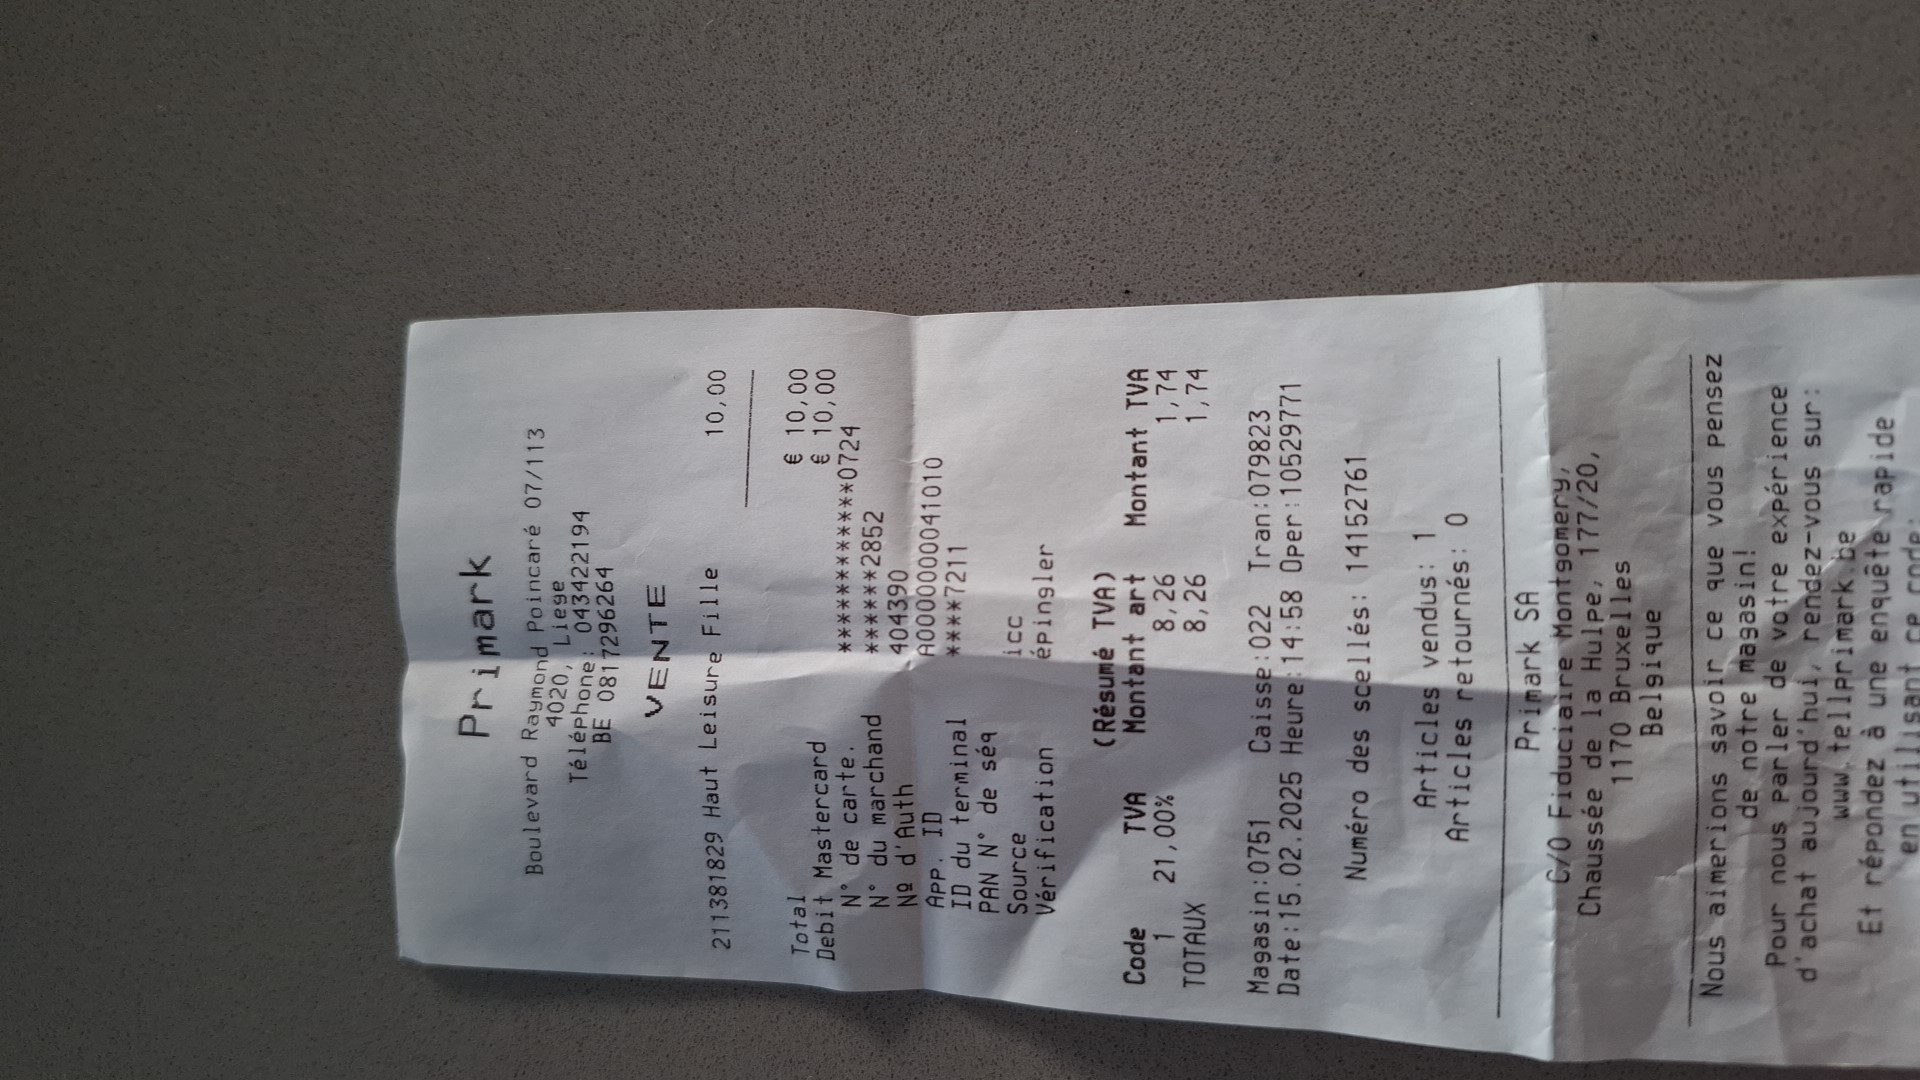 Primark
Boulevard Raymond Poincaré 07/113
4020, Liege
Téléphone: 043422194
BE 0817296264
VENTE
211381829 Haut Leisure Fille 10,00
Total € 10,00
Debit Mastercard € 10,00
N° de carte. ************0724
N° du marchand ******2852
Nº d'Auth 404390
App. ID A0000000041010
ID du terminal ****7211
PAN N° de séq
Source icc
Vérification épingler
(Résumé TVA)
Code TVA Montant art Montant TVA
1 21,00% 8,26 1,74
TOTAUX 8,26 1,74
Magasin:0751 Caisse:022 Tran:079823
Date:15.02.2025 Heure:14:58 Oper:10529771
Numéro des scellés: 14152761
Articles vendus: 1
Articles retournés: 0
Primark SA
C/O Fiduciaire Montgomery,
Chaussée de la Hulpe, 177/20,
1170 Bruxelles
Belgique
Nous aimerions savoir ce que vous pensez
de notre magasin!
Pour nous parler de votre expérience
d'achat aujourd'hui, rendez-vous sur:
www.tellprimark.be
Et répondez à une enquête rapide
en utilisant ce code: